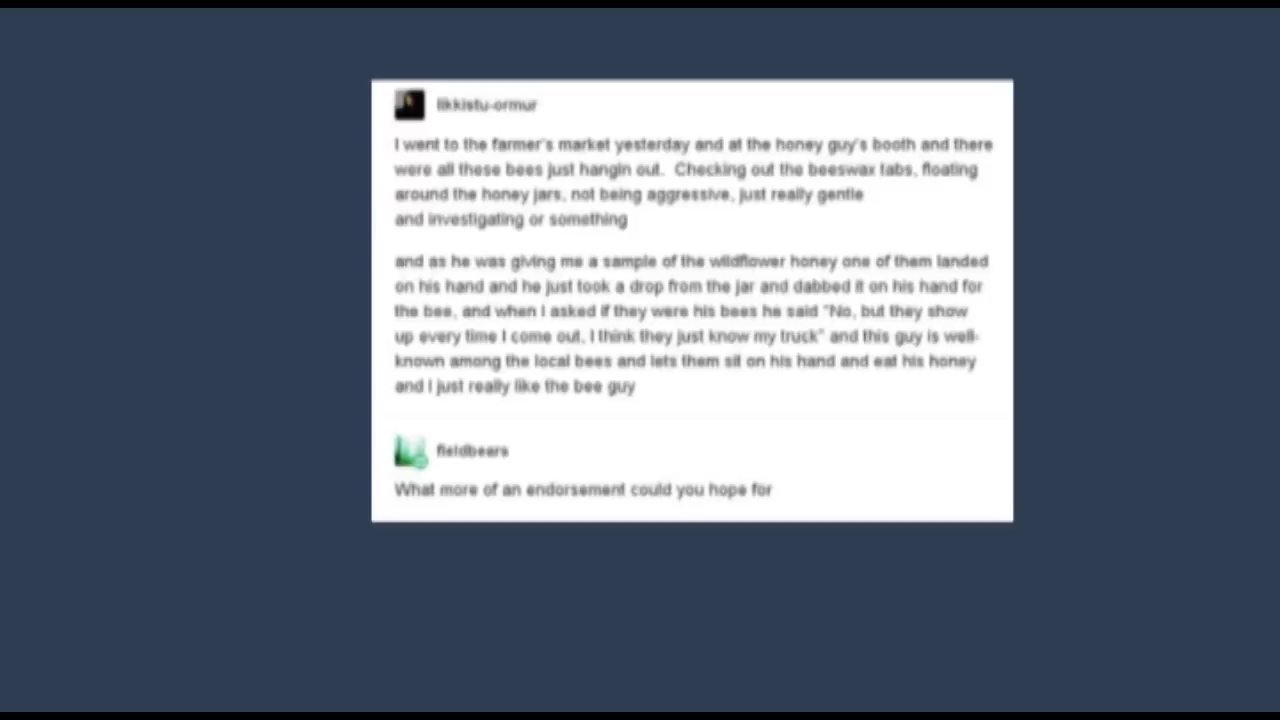 likkistu-ormur
I went to the farmer's market yesterday and at the honey guy's booth and there
were all these bees just hangin out.  Checking out the beeswax tabs, floating
around the honey jars, not being aggressive, just really gentle
and investigating or something
and as he was giving me a sample of the wildflower honey one of them landed
on his hand and he just took a drop from the jar and dabbed it on his hand for
the bee, and when I asked if they were his bees he said "No, but they show
up every time I come out, I think they just know my truck" and this guy is well-
known among the local bees and lets them sit on his hand and eat his honey
and I just really like the bee guy
fieldbears
What more of an endorsement could you hope for